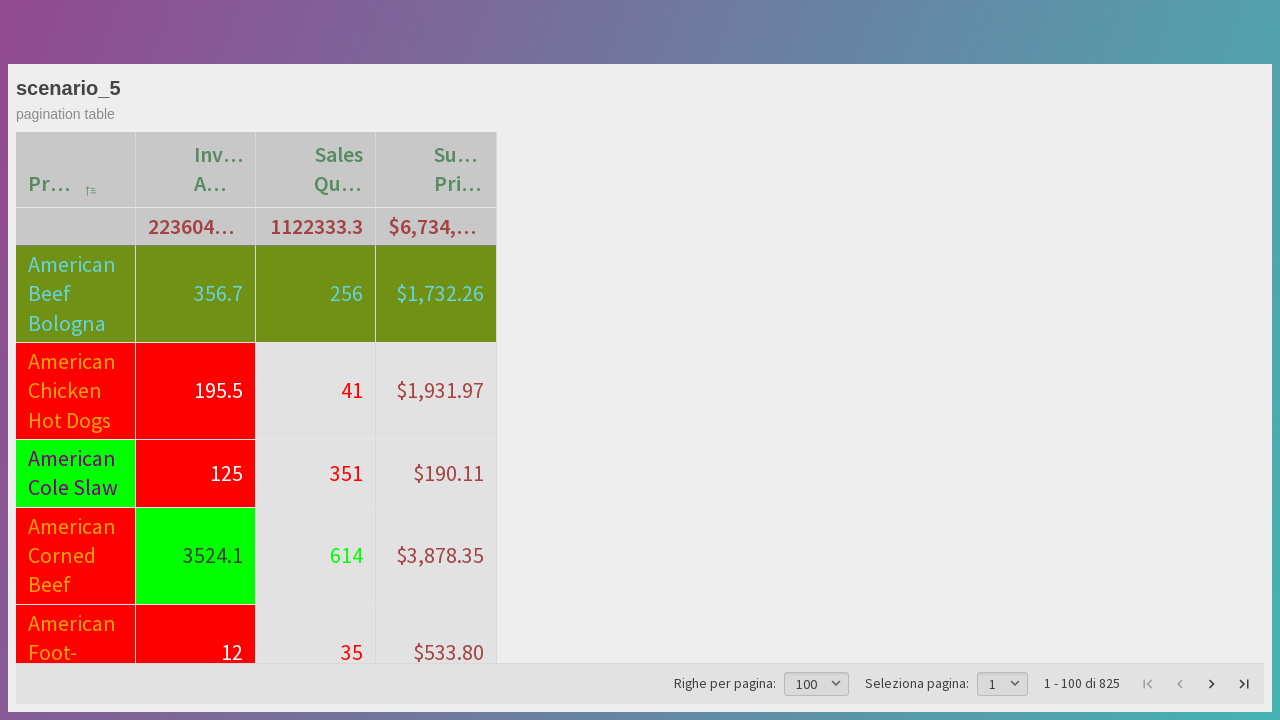 scenario_5
pagination table
Pr… Inv… A… Sales Qu… Su… Pri…
223604… 1122333.3 $6,734,…
American Beef Bologna 356.7 256 $1,732.26
American Chicken Hot Dogs 195.5 41 $1,931.97
American Cole Slaw 125 351 $190.11
American Corned Beef 3524.1 614 $3,878.35
American Foot- 12 35 $533.80
Righe per pagina: 100 Seleziona pagina: 1 1 - 100 di 825